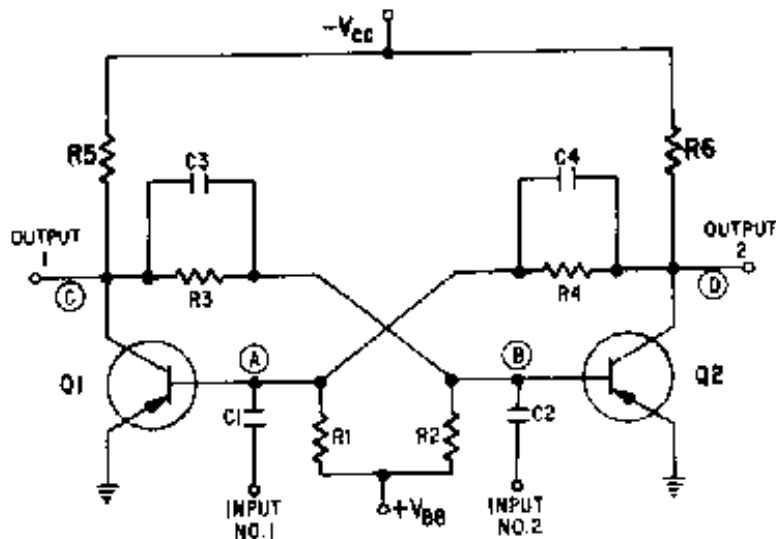 -Vcc
R5
C3
C4
R6
OUTPUT
1
OUTPUT
2
C
R3
R4
D
A
B
Q1
Q2
C1
R1
R2
C2
INPUT
NO.1
+VBB
INPUT
NO.2